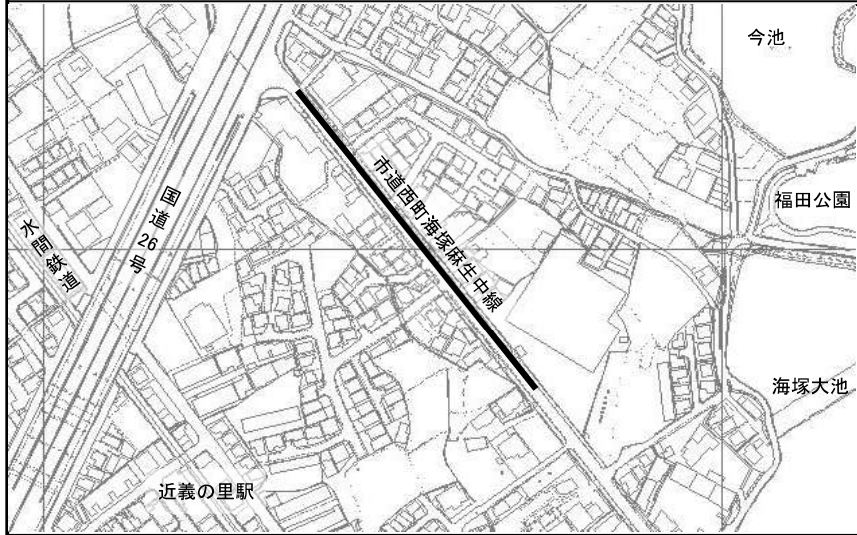 今池
市道西町海塚麻生中線
福田公園
国道26号
水間鉄道
海塚大池
近義の里駅